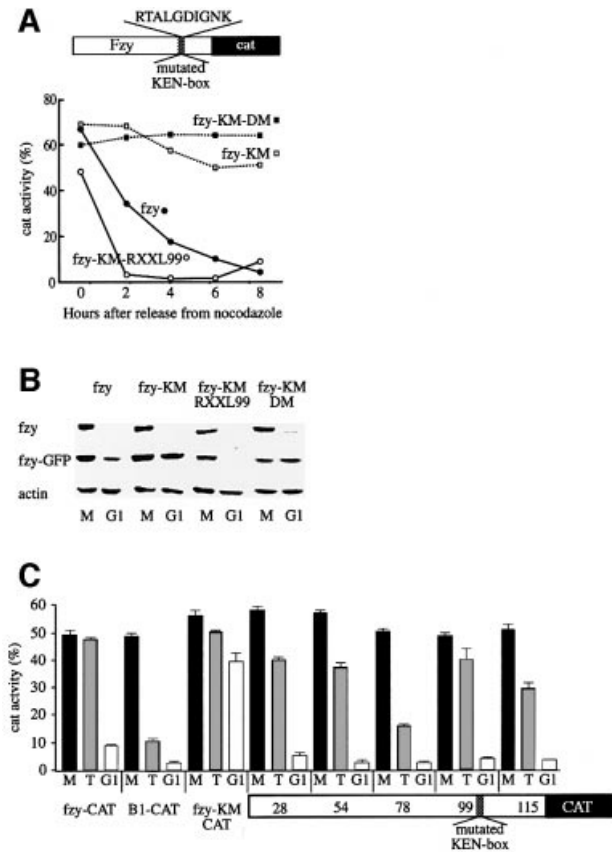 A
RTALGDIGNK
Fzy cat
mutated
KEN-box
cat activity (%)
80
60
40
20
0
fzy-KM-DM
fzy-KM
fzy
fzy-KM-RXXL99
0 2 4 6 8
Hours after release from nocodazole
B
fzy fzy-KM fzy-KM fzy-KM
RXXL99 DM
fzy
fzy-GFP
actin
M G1 M G1 M G1 M G1
C
cat actvity (%)
60
50
40
30
20
10
0
M T G1 M T G1 M T G1 M T G1 M T G1 M T G1 M T G1 M T G1
fzy-CAT B1-CAT fzy-KM
CAT
28 54 78 99 115 CAT
mutated
KEN-box